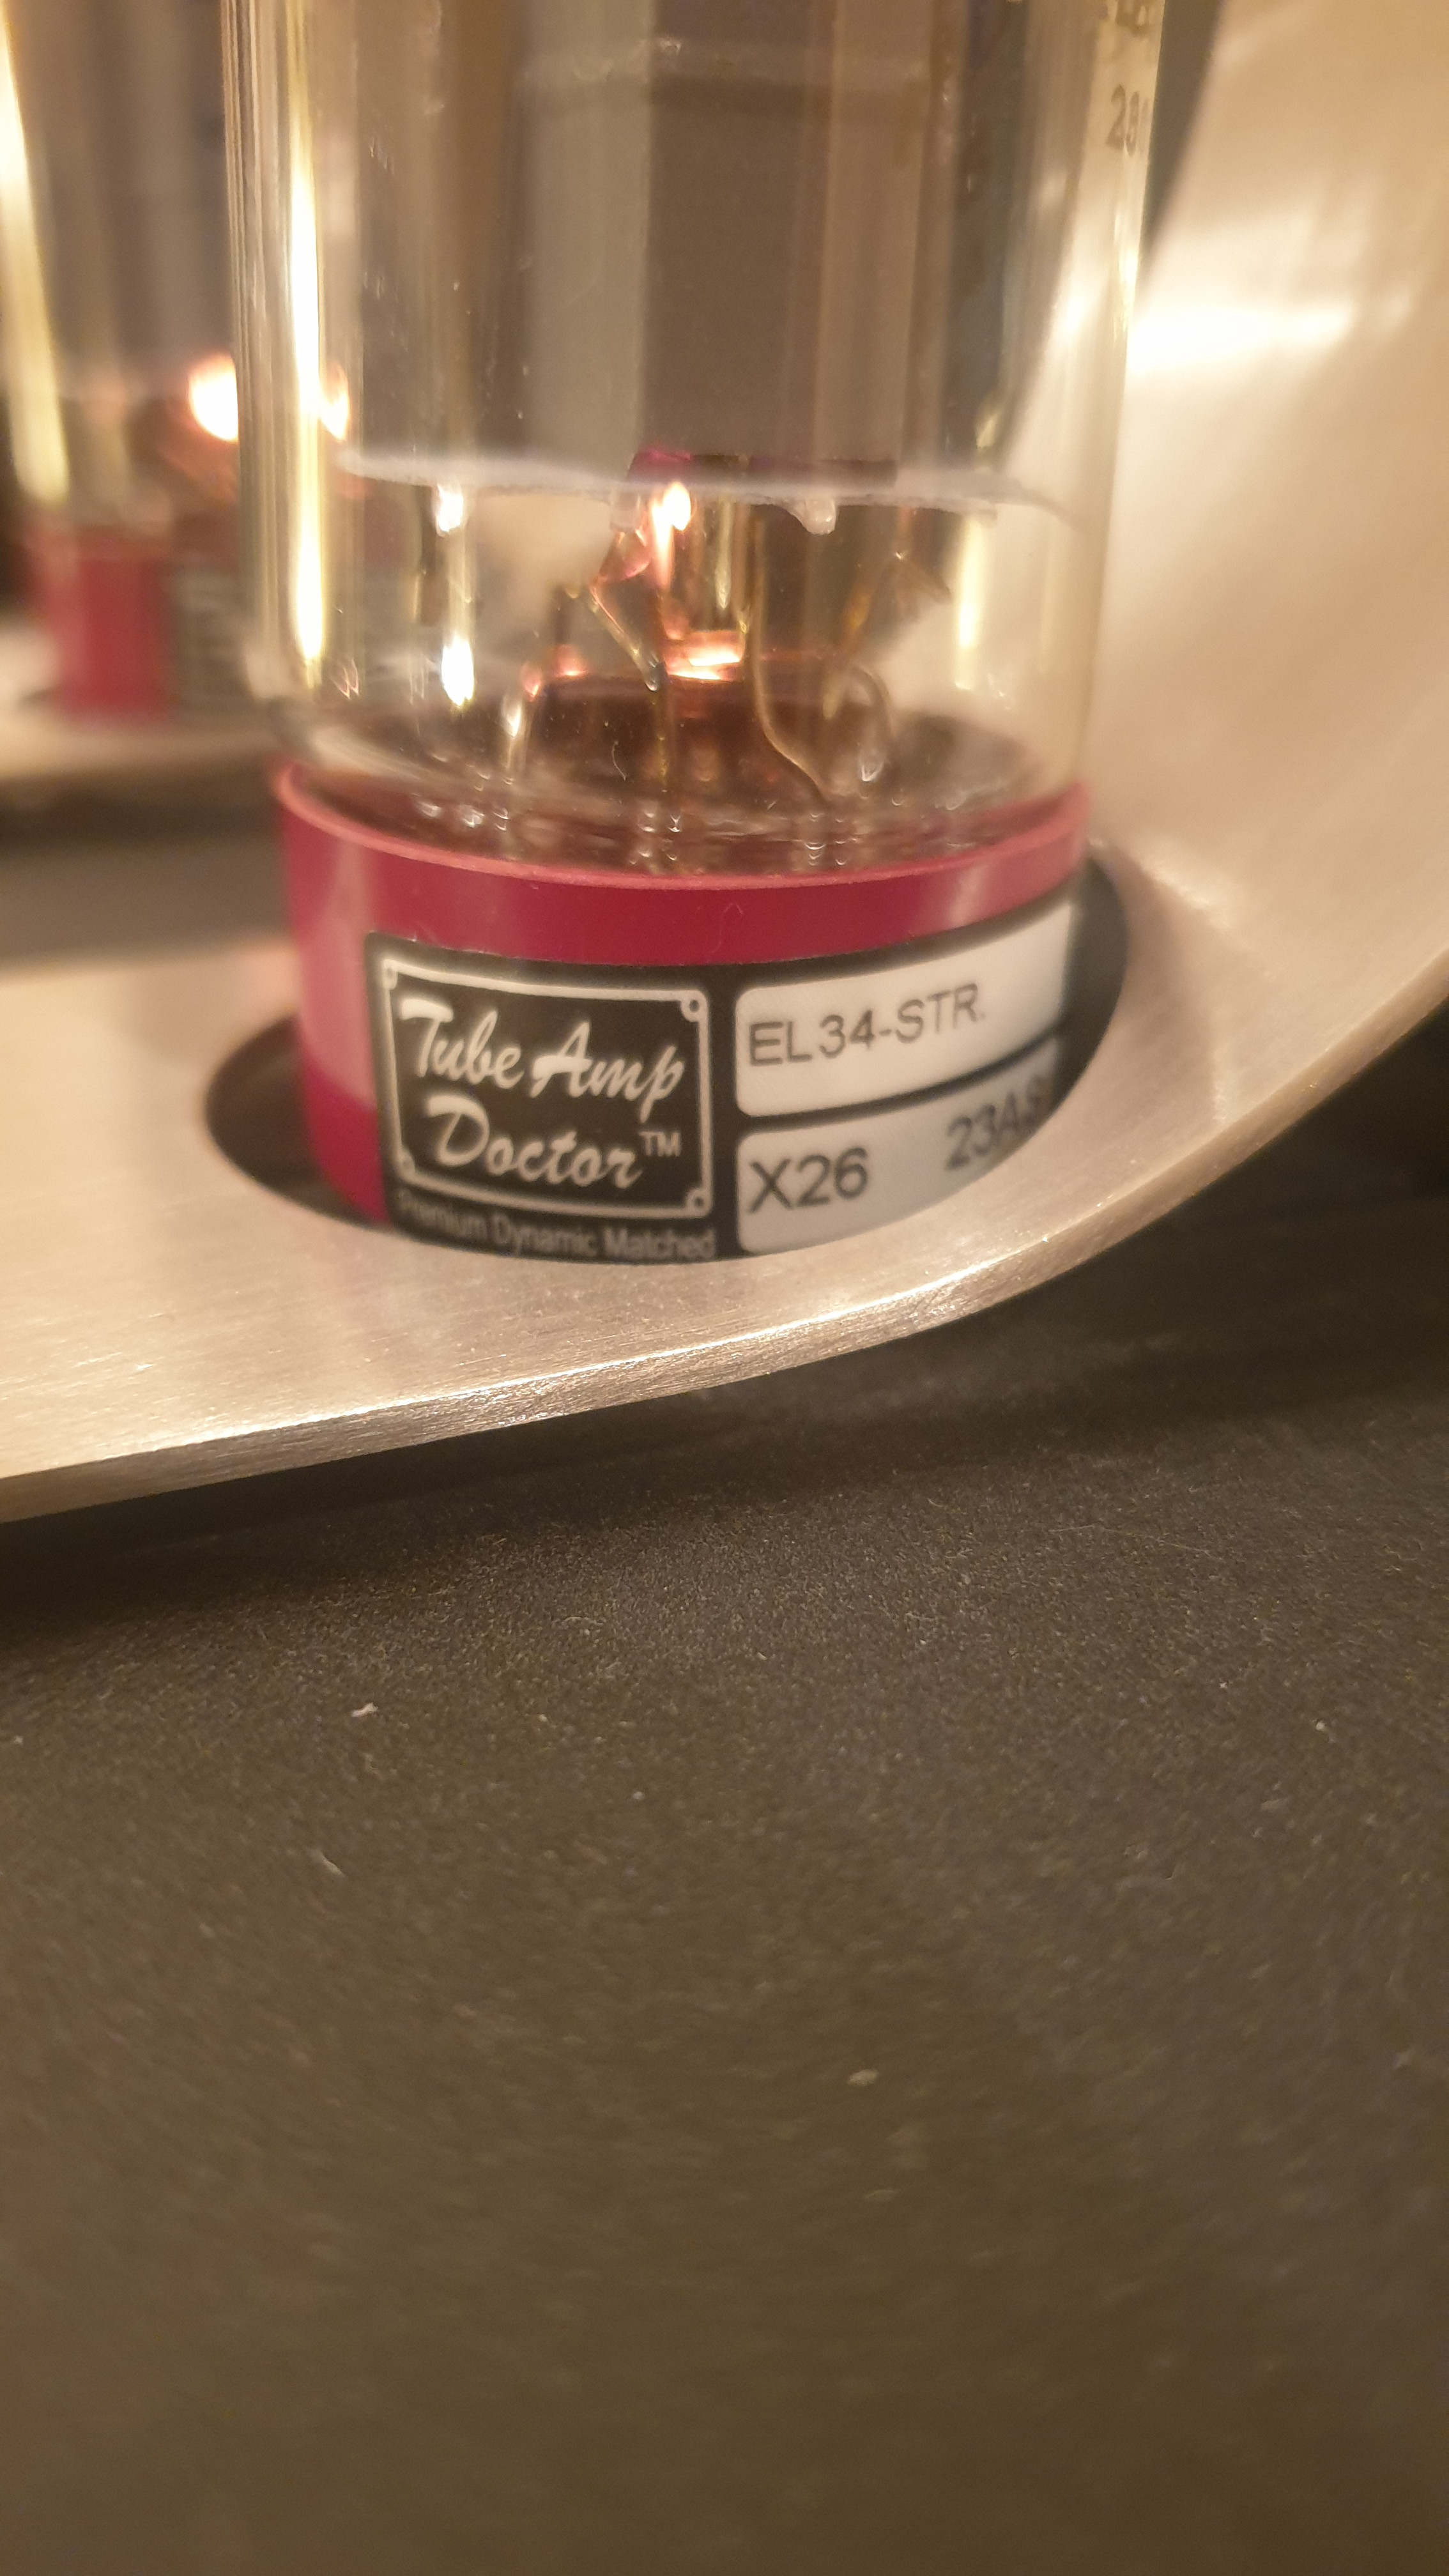 Tube Amp
Doctor™
Premium Dynamic Matched
EL34-STR.
X26